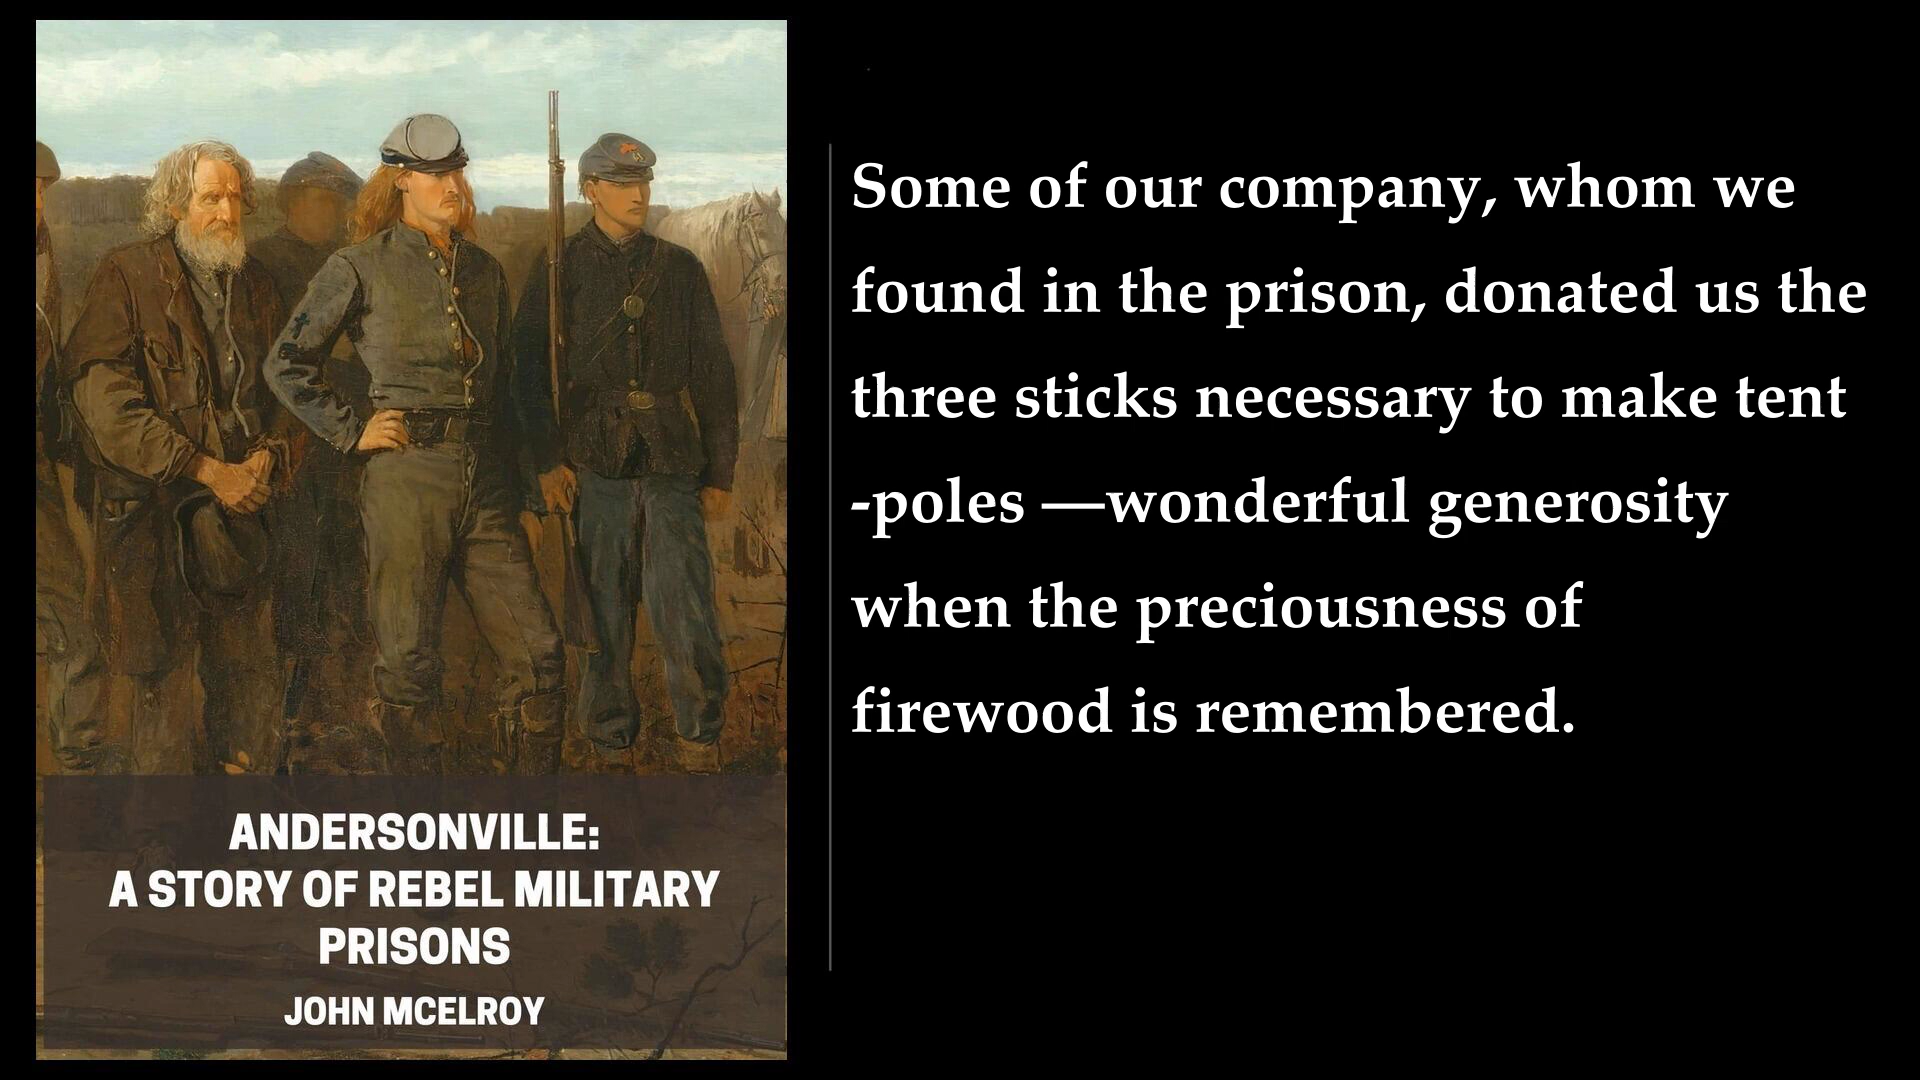 ANDERSONVILLE:
A STORY OF REBEL MILITARY
PRISONS
JOHN MCELROY
Some of our company, whom we
found in the prison, donated us the
three sticks necessary to make tent
-poles —wonderful generosity
when the preciousness of
firewood is remembered.